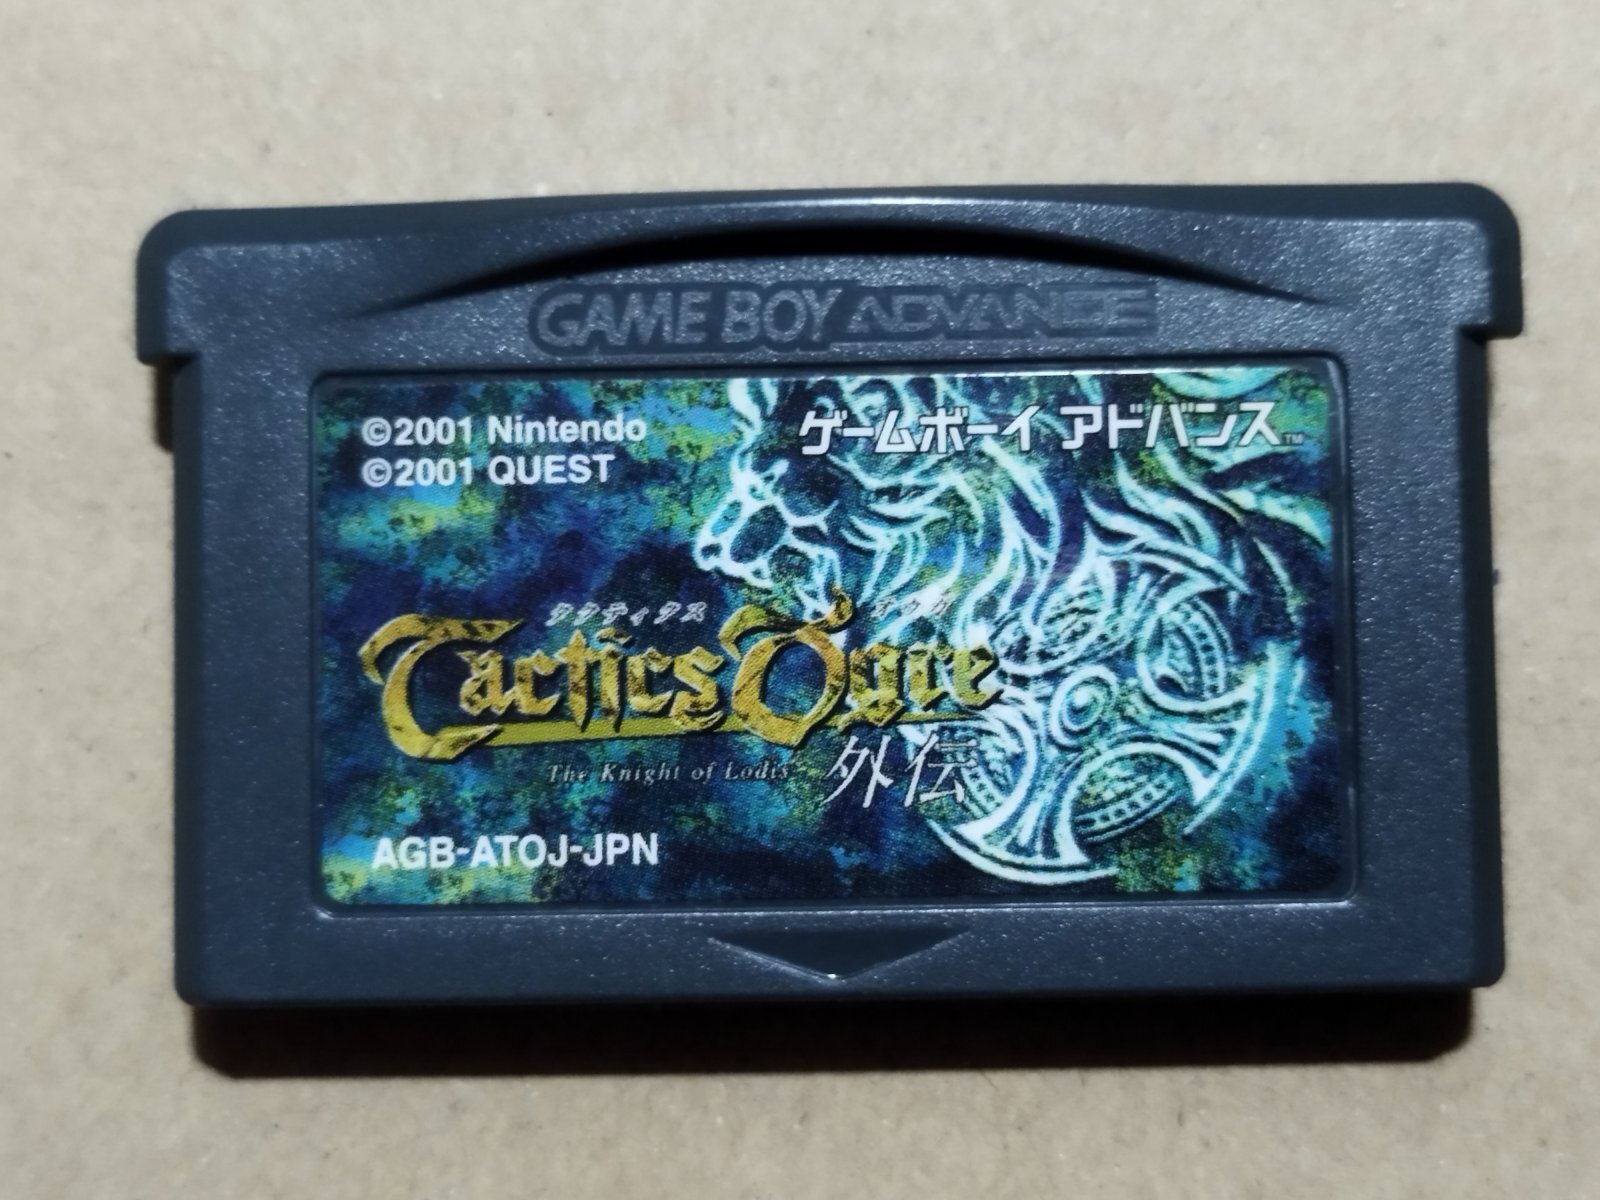 GAME BOY ADVANCE
©2001 Nintendo
©2001 QUEST
ゲームボーイ アドバンス™
タクティクス オウガ
Tactics Ogre
The Knight of Lodis
外伝
AGB-ATOJ-JPN